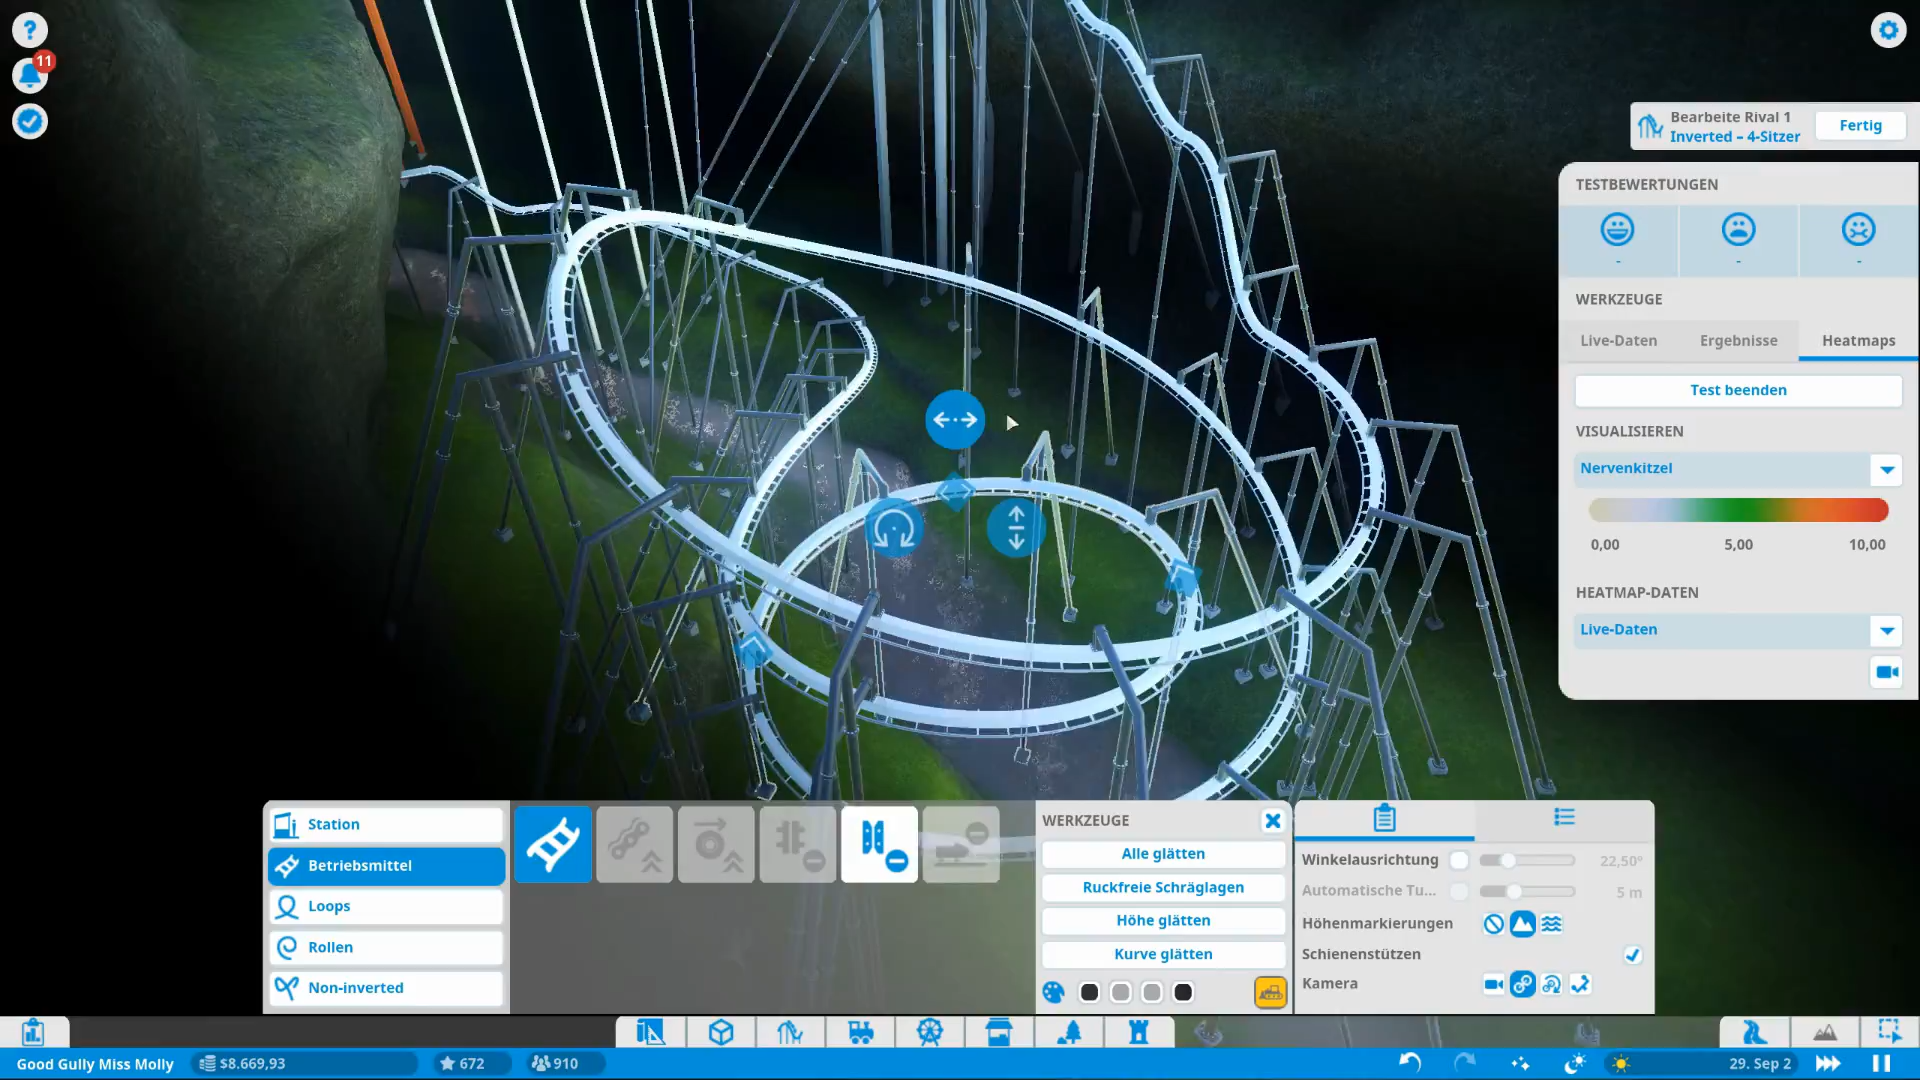 ?
11
Bearbeite Rival 1
Inverted – 4-Sitzer
Fertig
TESTBEWERTUNGEN
-
-
-
WERKZEUGE
Live-Daten
Ergebnisse
Heatmaps
Test beenden
VISUALISIEREN
Nervenkitzel
0,00
5,00
10,00
HEATMAP-DATEN
Live-Daten
Station
Betriebsmittel
Loops
Rollen
Non-inverted
WERKZEUGE
Alle glätten
Ruckfreie Schräglagen
Höhe glätten
Kurve glätten
Winkelausrichtung
22,50°
Automatische Tu...
5 m
Höhenmarkierungen
Schienenstützen
Kamera
Good Gully Miss Molly
$8.669,93
672
910
29. Sep 2